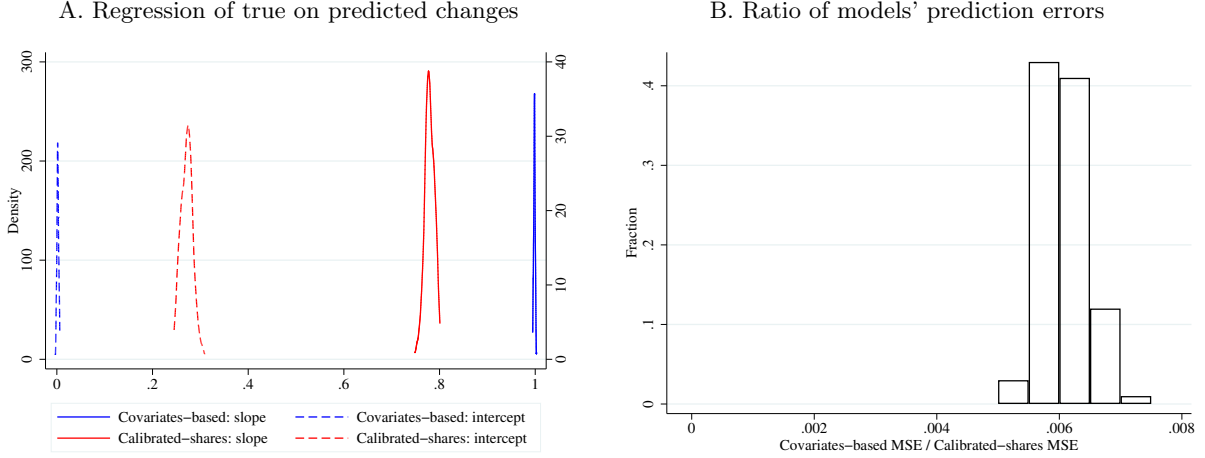 A. Regression of true on predicted changes
300
200
100
0
Density
40
30
20
10
0
0 .2 .4 .6 .8 1
Covariates−based: slope Covariates−based: intercept
Calibrated−shares: slope Calibrated−shares: intercept
B. Ratio of models’ prediction errors
.4
.3
.2
.1
0
Fraction
0 .002 .004 .006 .008
Covariates−based MSE / Calibrated−shares MSE